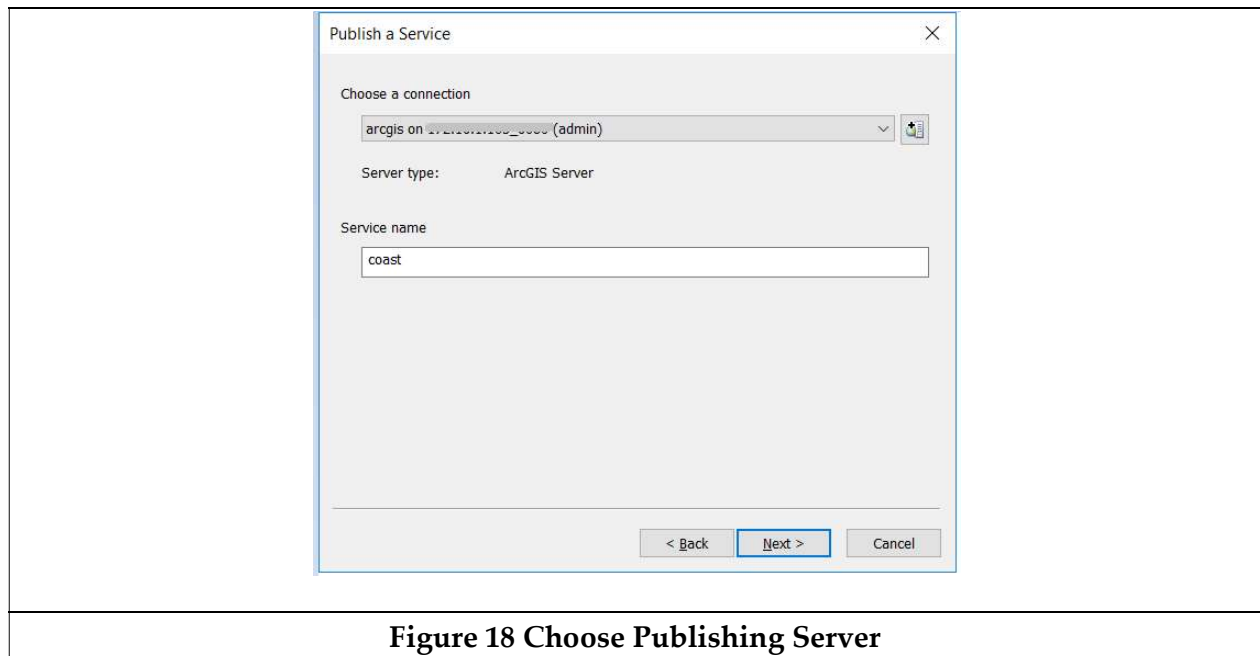 Publish a Service
Choose a connection
arcgis on (admin)
Server type: ArcGIS Server
Service name
coast
< Back Next > Cancel
Figure 18 Choose Publishing Server